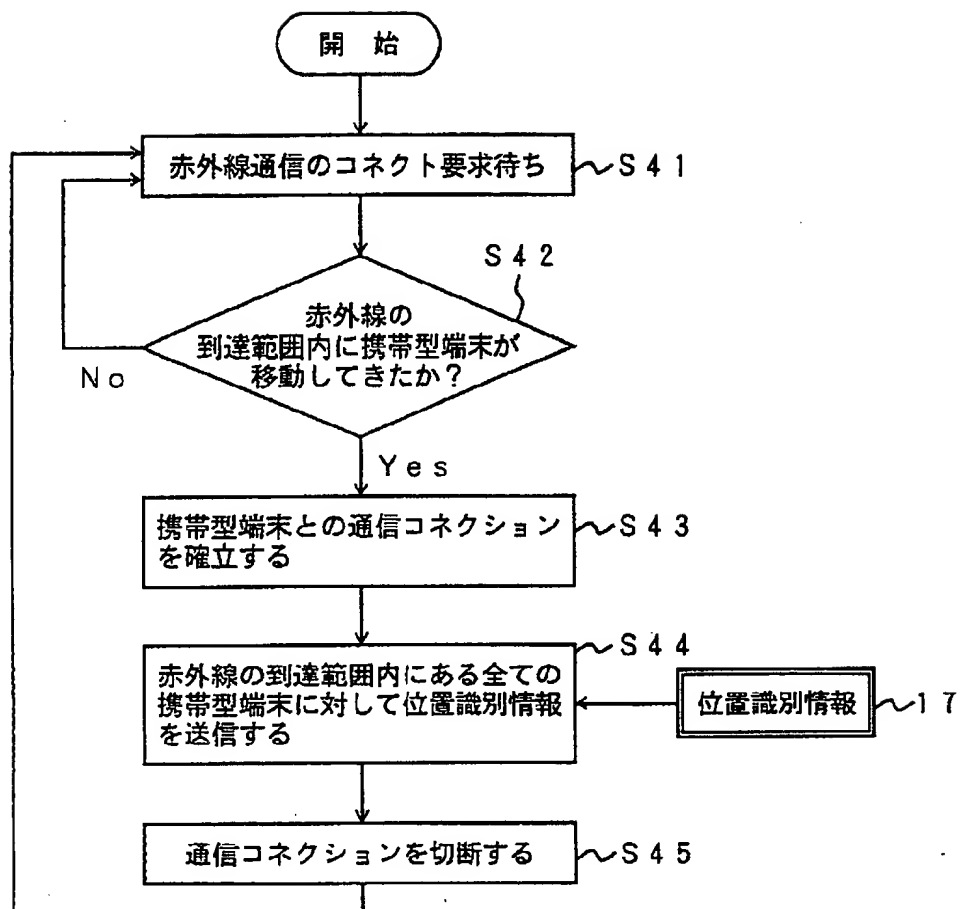 開 始
赤外線通信のコネクト要求待ち
S41
S42
赤外線の
到達範囲内に携帯型端末が
移動してきたか？
No
Yes
携帯型端末との通信コネクション
を確立する
S43
S44
赤外線の到達範囲内にある全ての
携帯型端末に対して位置識別情報
を送信する
位置識別情報
17
通信コネクションを切断する
S45